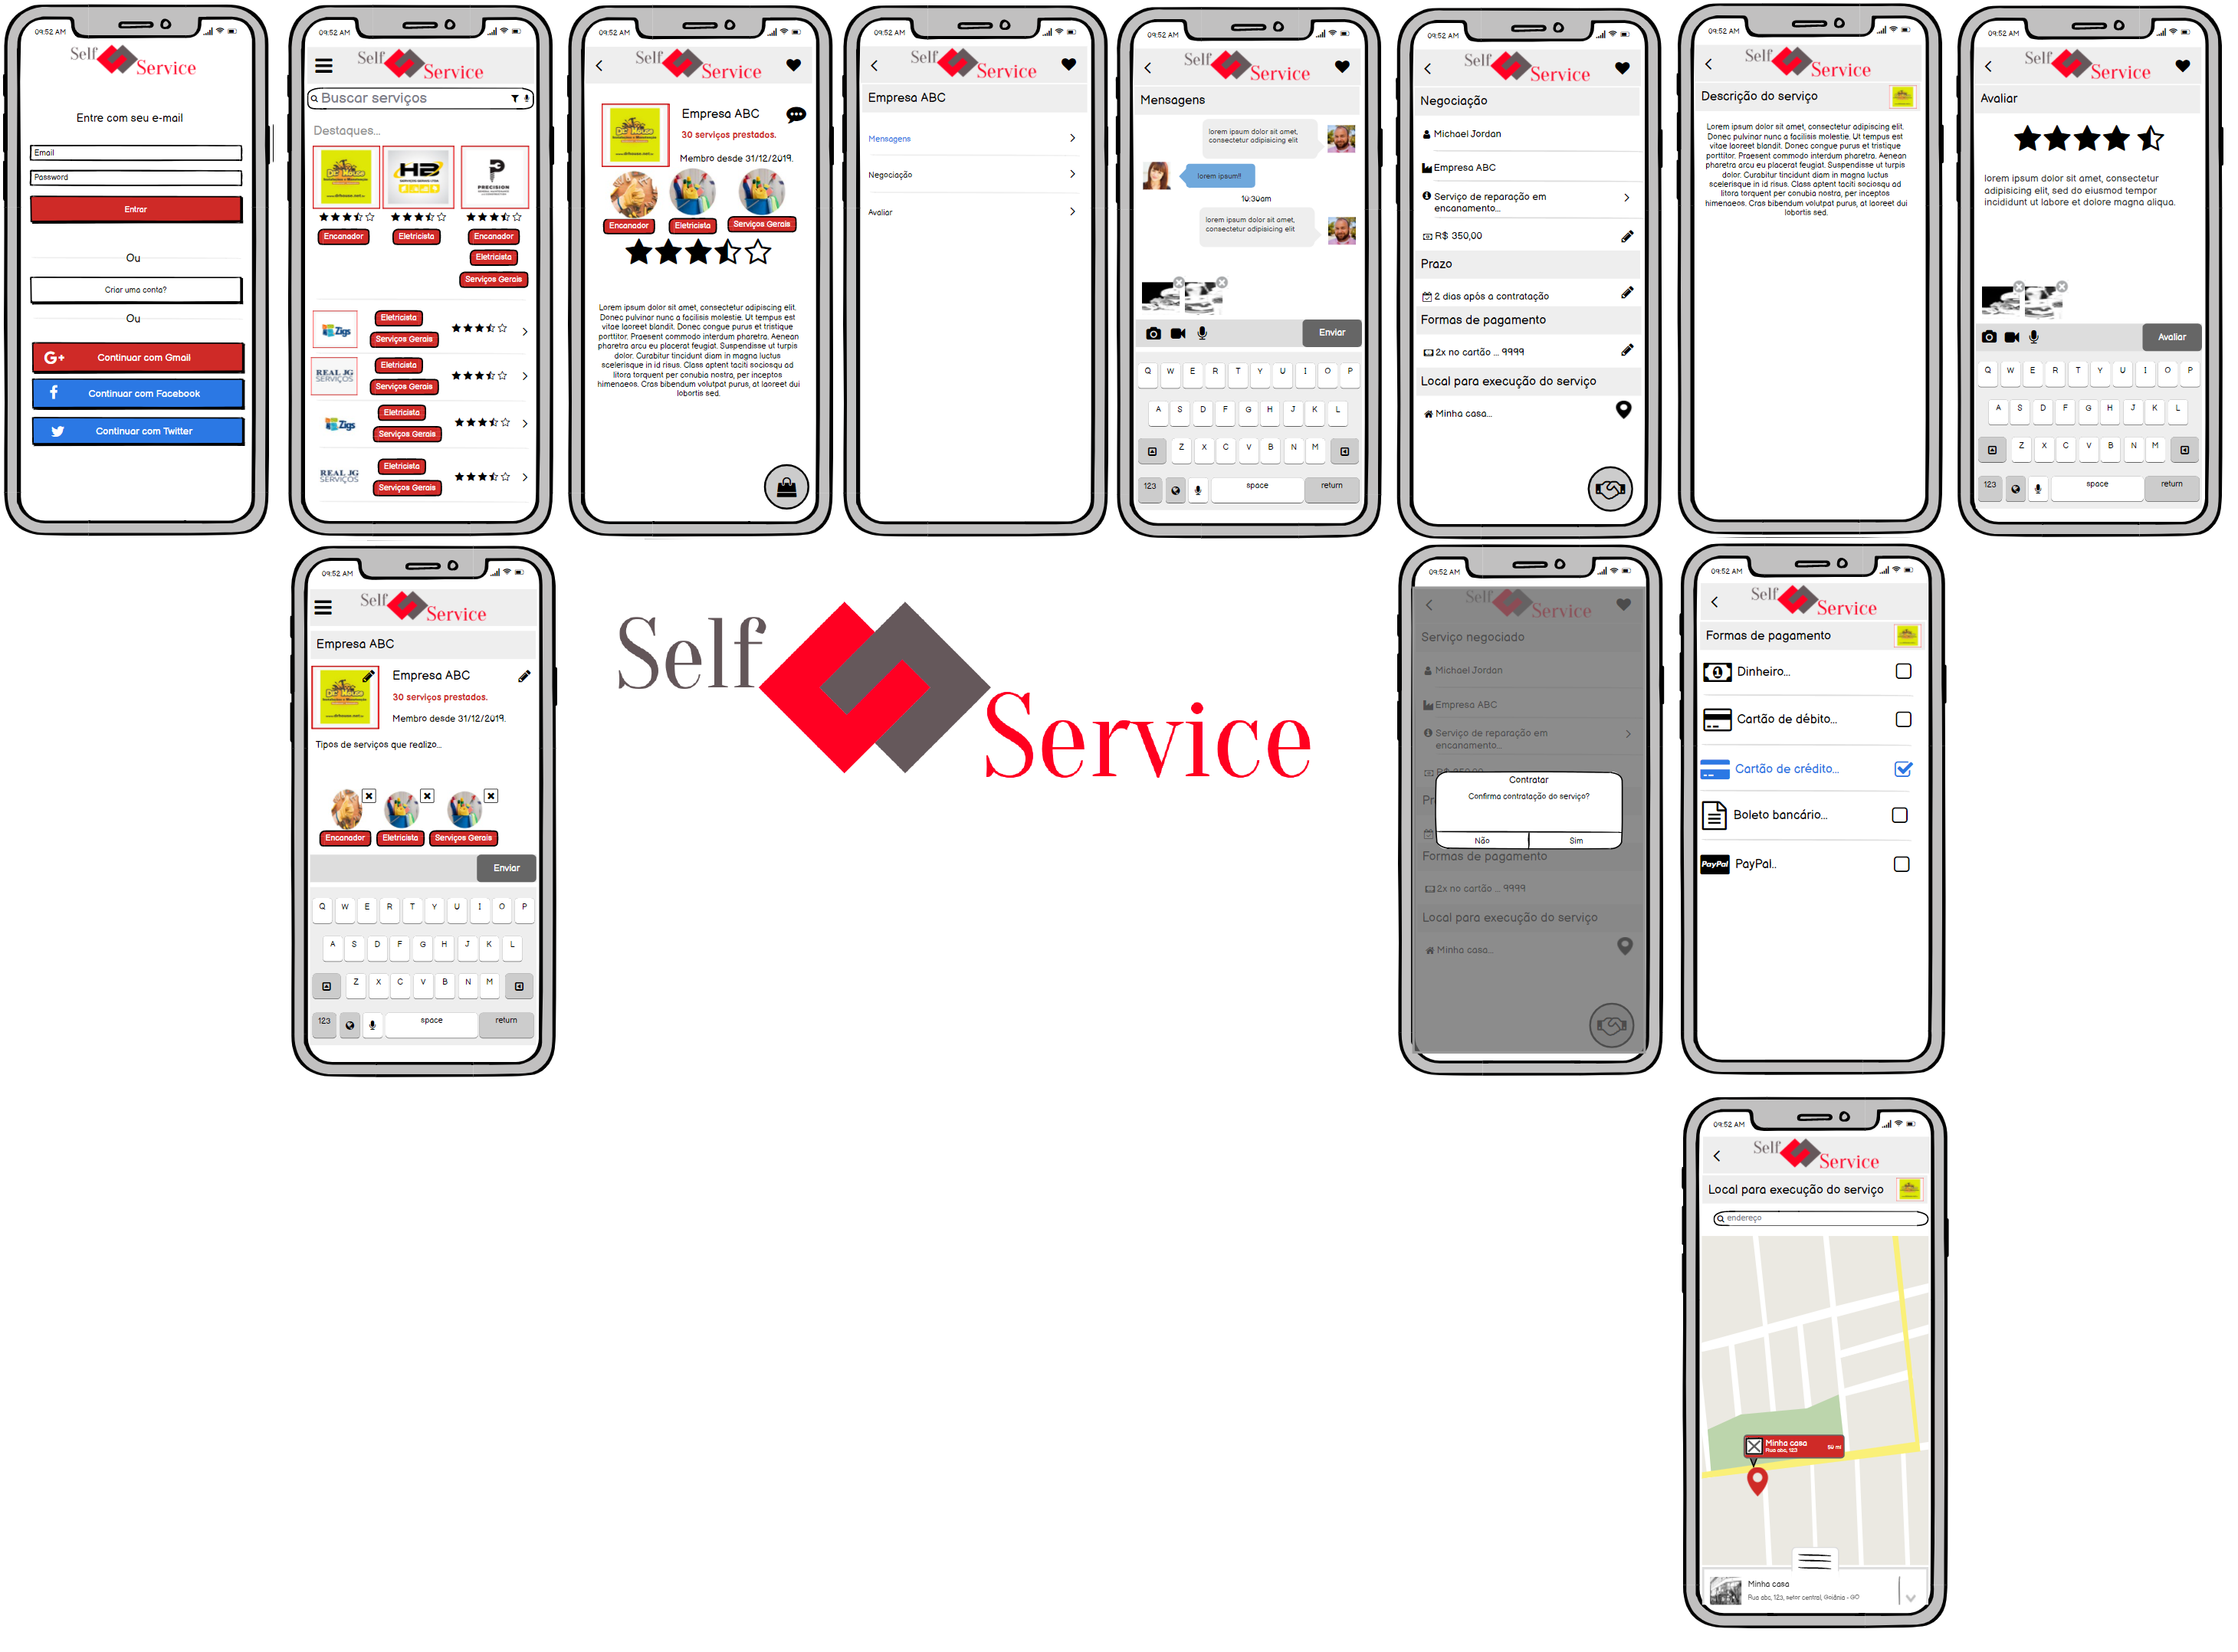 09:52 AM
Self Service
Entre com seu e-mail
Email
Password
Entrar
Ou
Criar uma conta?
Ou
G+ Continuar com Gmail
f Continuar com Facebook
Continuar com Twitter
09:52 AM
Self Service
Buscar serviços
Destaques...
HB
PRECISION
Encanador
Eletricista
Encanador
Eletricista
Serviços Gerais
Zigs
Eletricista
Serviços Gerais
REAL JG
SERVIÇOS
Eletricista
Serviços Gerais
Zigs
Eletricista
Serviços Gerais
REAL JG
SERVIÇOS
Eletricista
Serviços Gerais
09:52 AM
Self Service
Empresa ABC
30 serviços prestados.
Membro desde 31/12/2019.
Encanador
Eletricista
Serviços Gerais
Lorem ipsum dolor sit amet, consectetur adipiscing elit.
Donec pulvinar nunc a facilisis molestie. Ut tempus est
vitae laoreet blandit. Donec congue purus et tristique
porttitor. Praesent commodo interdum pharetra. Aenean
pharetra arcu eu placerat feugiat. Suspendisse ut turpis
dolor. Curabitur tincidunt diam in magna luctus
scelerisque in id risus. Class aptent taciti sociosqu ad
litora torquent per conubia nostra, per inceptos
himenaeos. Cras bibendum volutpat purus, at laoreet dui
lobortis sed.
09:52 AM
Self Service
Empresa ABC
Mensagens
Negociação
Avaliar
09:52 AM
Self Service
Mensagens
lorem ipsum dolor sit amet,
consectetur adipisicing elit
lorem ipsum!!
10:30am
lorem ipsum dolor sit amet,
consectetur adipisicing elit
Enviar
Q W E R T Y U I O P
A S D F G H J K L
Z X C V B N M
123 space return
09:52 AM
Self Service
Negociação
Michael Jordan
Empresa ABC
Serviço de reparação em
encanamento...
R$ 350,00
Prazo
2 dias após a contratação
Formas de pagamento
2x no cartão ... 9999
Local para execução do serviço
Minha casa...
09:52 AM
Self Service
Descrição do serviço
Lorem ipsum dolor sit amet, consectetur adipiscing elit.
Donec pulvinar nunc a facilisis molestie. Ut tempus est
vitae laoreet blandit. Donec congue purus et tristique
porttitor. Praesent commodo interdum pharetra. Aenean
pharetra arcu eu placerat feugiat. Suspendisse ut turpis
dolor. Curabitur tincidunt diam in magna luctus
scelerisque in id risus. Class aptent taciti sociosqu ad
litora torquent per conubia nostra, per inceptos
himenaeos. Cras bibendum volutpat purus, at laoreet dui
lobortis sed.
09:52 AM
Self Service
Avaliar
lorem ipsum dolor sit amet, consectetur
adipisicing elit, sed do eiusmod tempor
incididunt ut labore et dolore magna aliqua.
Avaliar
Q W E R T Y U I O P
A S D F G H J K L
Z X C V B N M
123 space return
09:52 AM
Self Service
Empresa ABC
Empresa ABC
30 serviços prestados.
Membro desde 31/12/2019.
Tipos de serviços que realizo...
Encanador
Eletricista
Serviços Gerais
Enviar
Q W E R T Y U I O P
A S D F G H J K L
Z X C V B N M
123 space return
Self Service
09:52 AM
Self Service
Serviço negociado
Michael Jordan
Empresa ABC
Serviço de reparação em
encanamento...
R$ 350,00
Contratar
Confirma contratação do serviço?
Não
Sim
Formas de pagamento
2x no cartão ... 9999
Local para execução do serviço
Minha casa...
09:52 AM
Self Service
Formas de pagamento
Dinheiro...
Cartão de débito...
Cartão de crédito...
Boleto bancário...
PayPal PayPal..
09:52 AM
Self Service
Local para execução do serviço
endereço
Minha casa
Rua abc, 123
50 mi
Minha casa
Rua abc, 123, setor central, Goiânia - GO